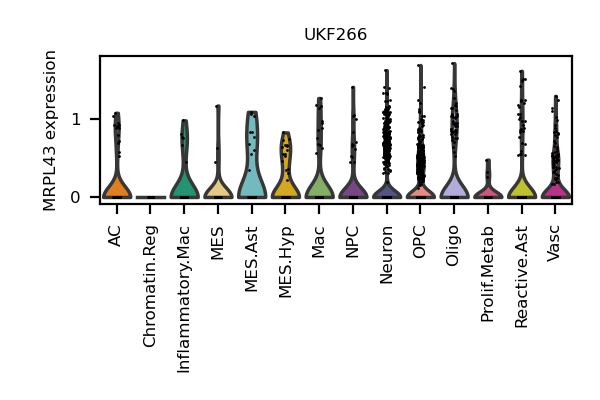 UKF266
MRPL43 expression
1
0
AC
Chromatin.Reg
Inflammatory.Mac
MES
MES.Ast
MES.Hyp
Mac
NPC
Neuron
OPC
Oligo
Prolif.Metab
Reactive.Ast
Vasc